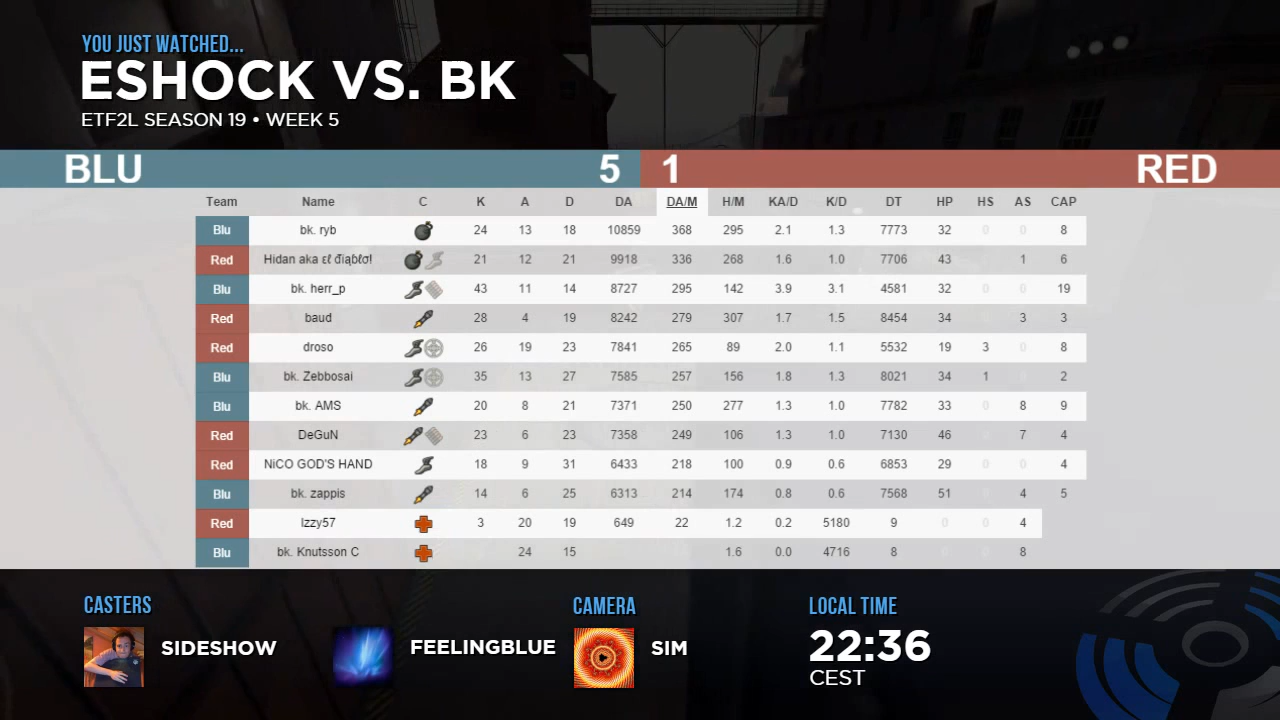 YOU JUST WATCHED...
ESHOCK VS. BK
ETF2L SEASON 19 • WEEK 5
BLU 5 1 RED
Team Name C K A D DA DA/M H/M KA/D K/D DT HP HS AS CAP
Blu bk. ryb 24 13 18 10859 368 295 2.1 1.3 7773 32 0 0 8
Red Hidan aka εℓ điąbℓσ! 21 12 21 9918 336 268 1.6 1.0 7706 43 1 6
Blu bk. herr_p 43 11 14 8727 295 142 3.9 3.1 4581 32 0 0 19
Red baud 28 4 19 8242 279 307 1.7 1.5 8454 34 0 3 3
Red droso 26 19 23 7841 265 89 2.0 1.1 5532 19 3 0 8
Blu bk. Zebbosai 35 13 27 7585 257 156 1.8 1.3 8021 34 1 0 2
Blu bk. AMS 20 8 21 7371 250 277 1.3 1.0 7782 33 0 8 9
Red DeGuN 23 6 23 7358 249 106 1.3 1.0 7130 46 0 7 4
Red NiCO GOD'S HAND 18 9 31 6433 218 100 0.9 0.6 6853 29 0 0 4
Blu bk. zappis 14 6 25 6313 214 174 0.8 0.6 7568 51 0 4 5
Red Izzy57 3 20 19 649 22 1.2 0.2 5180 9 0 0 4
Blu bk. Knutsson C 24 15 1.6 0.0 4716 8 0 0 8
CASTERS
SIDESHOW
FEELINGBLUE
CAMERA
SIM
LOCAL TIME
22:36
CEST